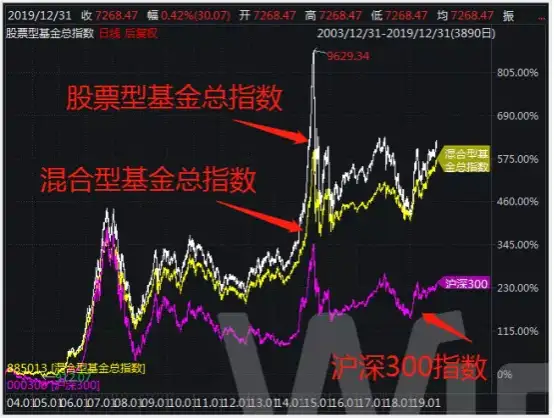 2019/12/31 收 7268.47 幅 0.42%(30.07) 开 7268.47 高 7268.47 低 7268.47 均 7268.47 振
股票型基金总指数 日线 后复权 2003/12/31-2019/12/31(3890日)
9629.34
805.00%
股票型基金总指数
690.00%
混合型基
金总指数
575.00%
混合型基金总指数
460.00%
345.00%
沪深300
230.00%
115.00%
沪深300指数
885013 [混合型基金总指数]
0.00%
000300 [沪深300]
04.01 05.01 06.01 07.01 08.01 09.01 10.01 11.01 12.01 13.01 14.01 15.01 16.01 17.01 18.01 19.01